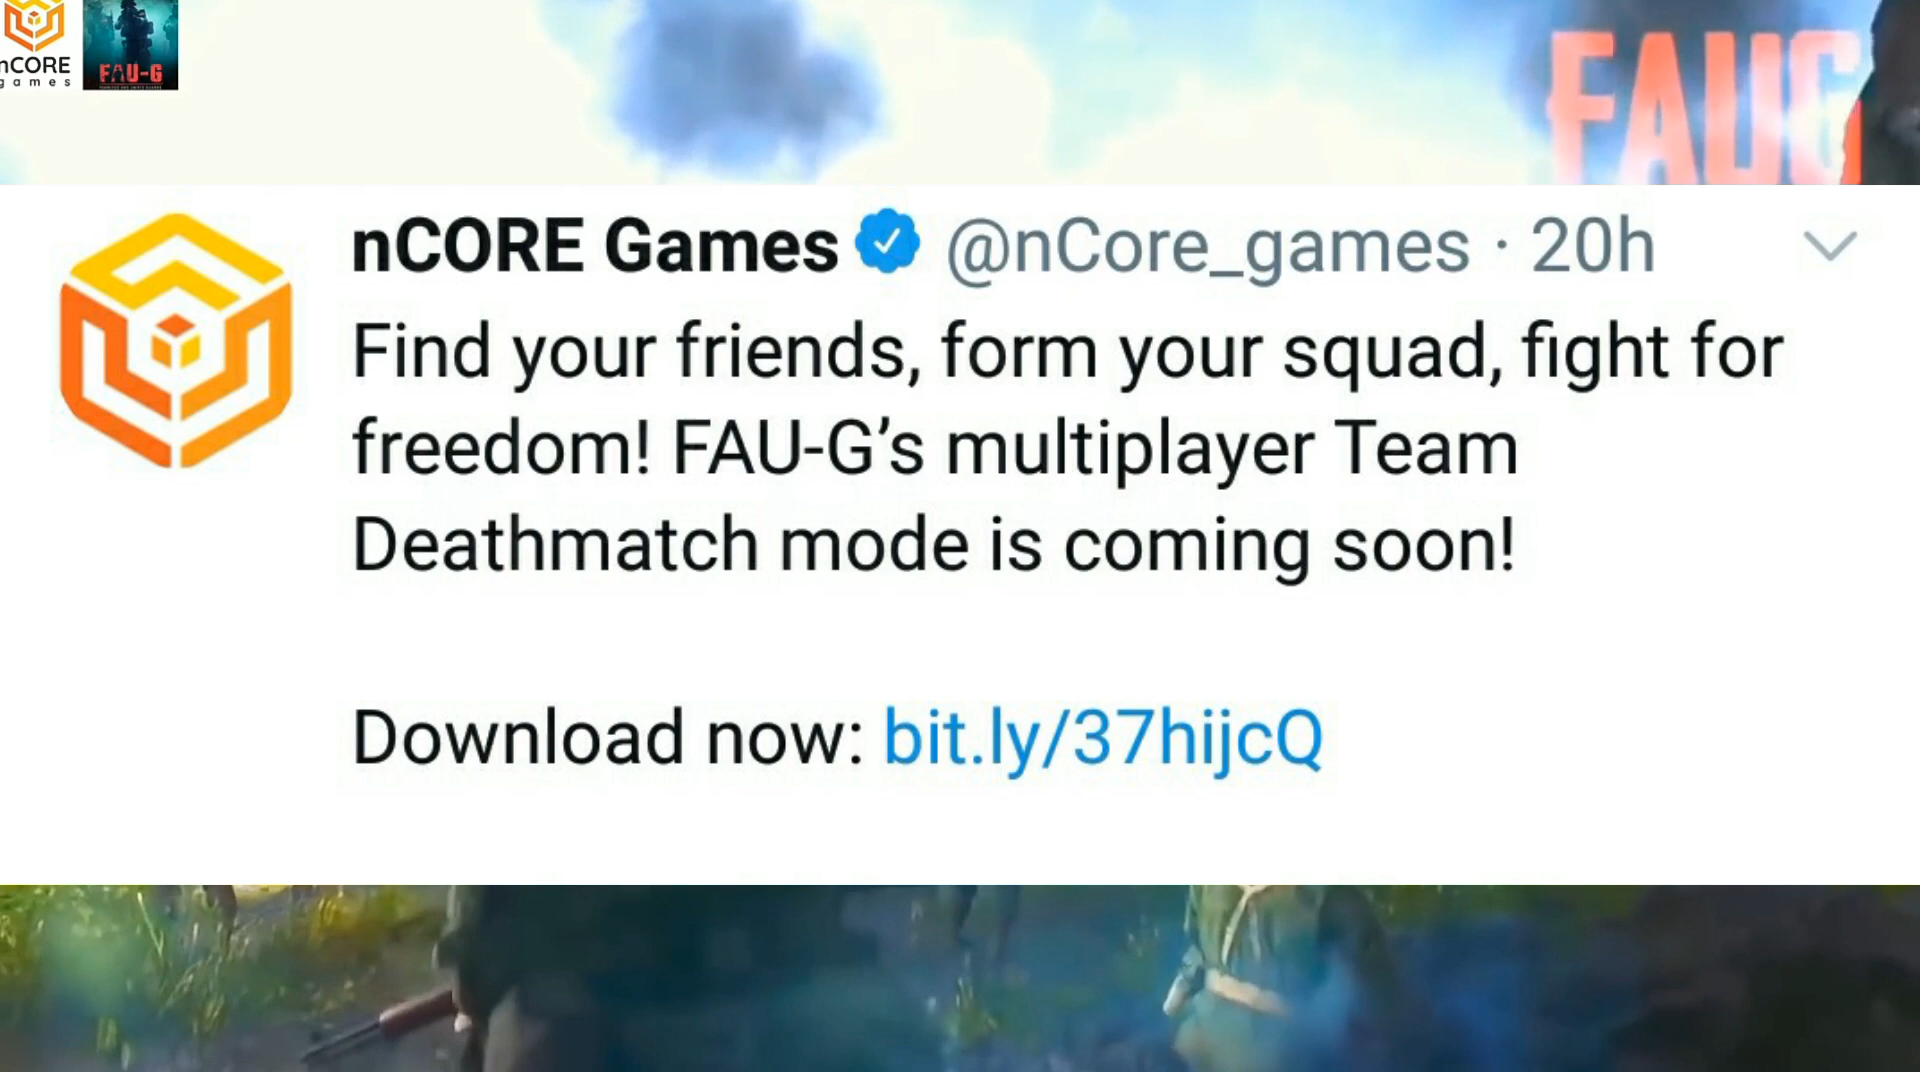 nCORE
games
FAU-G
FAUG
nCORE Games @nCore_games · 20h
Find your friends, form your squad, fight for
freedom! FAU-G’s multiplayer Team
Deathmatch mode is coming soon!
Download now: bit.ly/37hijcQ